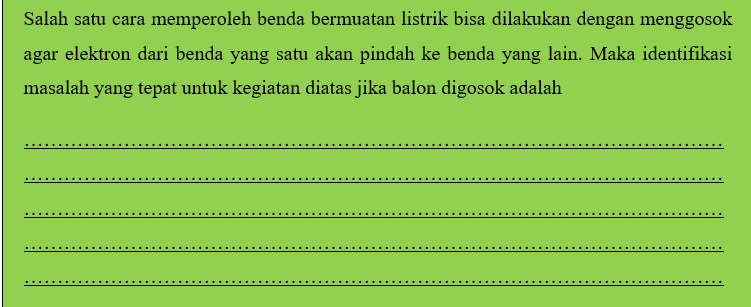 Salah satu cara memperoleh benda bermuatan listrik bisa dilakukan dengan menggosok
agar elektron dari benda yang satu akan pindah ke benda yang lain. Maka identifikasi
masalah yang tepat untuk kegiatan diatas jika balon digosok adalah
……………………………………………………………………………………………
……………………………………………………………………………………………
……………………………………………………………………………………………
……………………………………………………………………………………………
……………………………………………………………………………………………